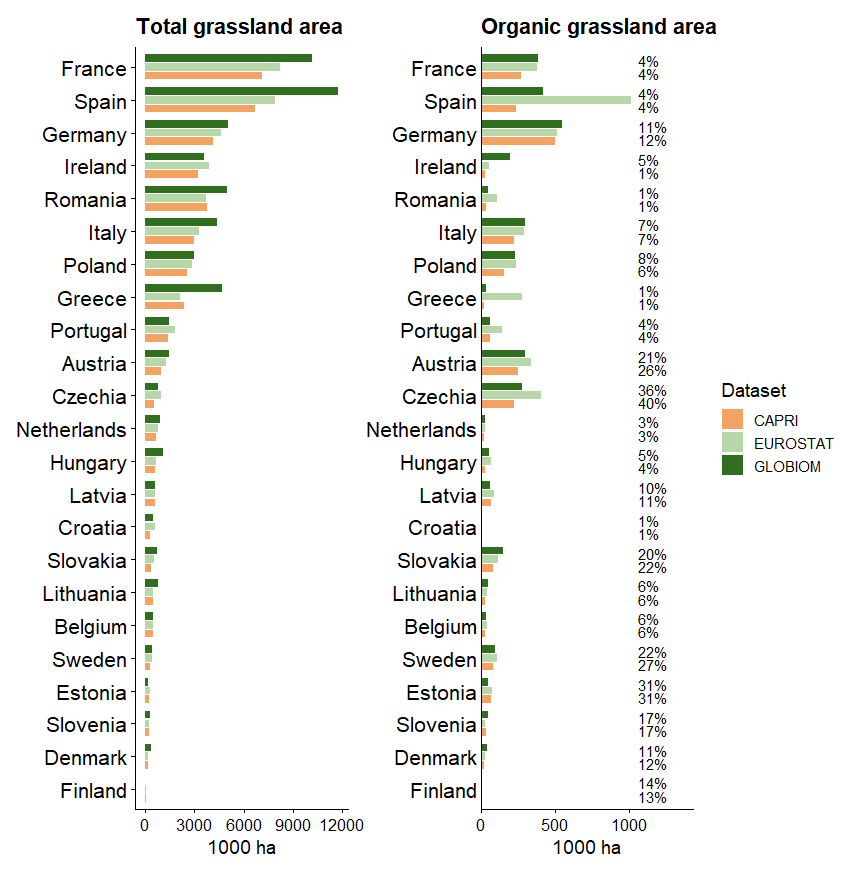 Total grassland area
Organic grassland area
France
France
4%
4%
Spain
Spain
4%
4%
Germany
Germany
11%
12%
Ireland
Ireland
5%
1%
Romania
Romania
1%
1%
Italy
Italy
7%
7%
Poland
Poland
8%
6%
Greece
Greece
1%
1%
Portugal
Portugal
4%
4%
Austria
Austria
21%
26%
Czechia
Czechia
36%
40%
Netherlands
Netherlands
3%
3%
Hungary
Hungary
5%
4%
Latvia
Latvia
10%
11%
Croatia
Croatia
1%
1%
Slovakia
Slovakia
20%
22%
Lithuania
Lithuania
6%
6%
Belgium
Belgium
6%
6%
Sweden
Sweden
22%
27%
Estonia
Estonia
31%
31%
Slovenia
Slovenia
17%
17%
Denmark
Denmark
11%
12%
Finland
Finland
14%
13%
0 3000 6000 9000 12000
1000 ha
0 500 1000
1000 ha
Dataset
CAPRI
EUROSTAT
GLOBIOM